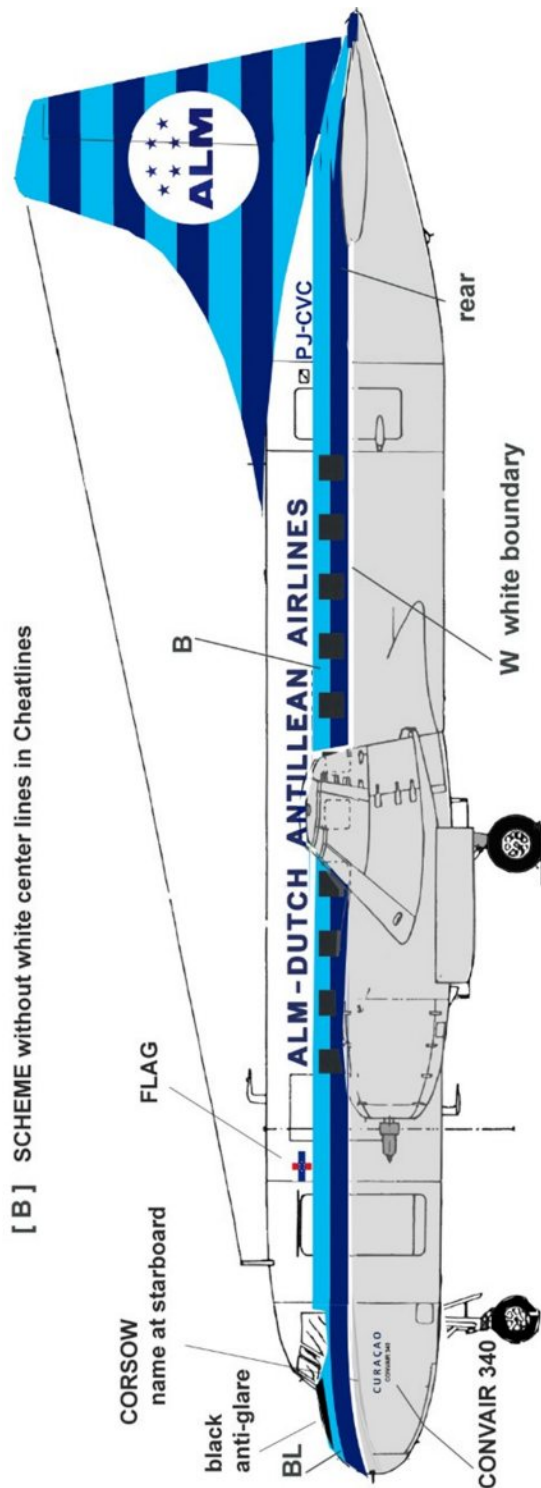 [ B ] SCHEME without white center lines in Cheatlines
CORSOW
name at starboard
FLAG
black
anti-glare
BL
B
ALM
ALM-DUTCH ANTILLEAN AIRLINES
PJ-CVC
CURAÇAO
CONVAIR 340
CONVAIR 340
W white boundary
rear